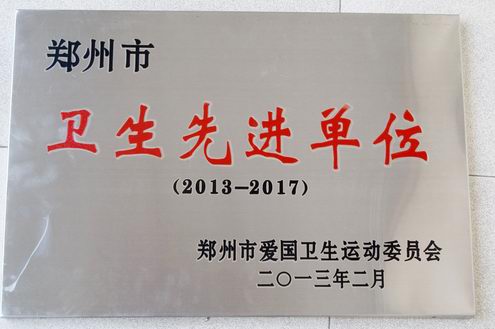 郑州市
卫生先进单位
(2013—2017)
郑州市爱国卫生运动委员会
二〇一三年二月